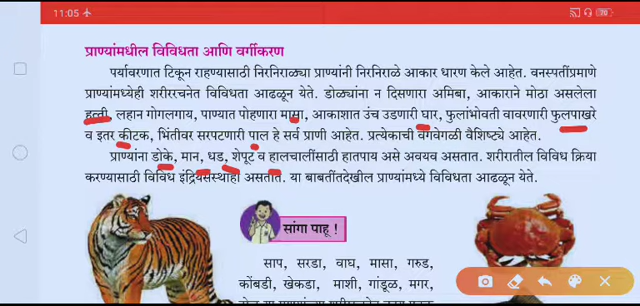 11:05
70
प्राण्यांमधील विविधता आणि वर्गीकरण
पर्यावरणात टिकून राहण्यासाठी निरनिराळ्या प्राण्यांनी निरनिराळे आकार धारण केले आहेत. वनस्पतींप्रमाणे
प्राण्यांमध्येही शरीररचनेत विविधता आढळून येते. डोळ्यांना न दिसणारा अमिबा, आकाराने मोठा असलेला
हत्ती, लहान गोगलगाय, पाण्यात पोहणारा मासा, आकाशात उंच उडणारी घार, फुलांभोवती वावरणारी फुलपाखरे
व इतर कीटक, भिंतीवर सरपटणारी पाल हे सर्व प्राणी आहेत. प्रत्येकाची वेगवेगळी वैशिष्ट्ये आहेत.
प्राण्यांना डोके, मान, धड, शेपूट व हालचालींसाठी हातपाय असे अवयव असतात. शरीरातील विविध क्रिया
करण्यासाठी विविध इंद्रियसंस्थाही असतात. या बाबतींतदेखील प्राण्यांमध्ये विविधता आढळून येते.
सांगा पाहू !
साप, सरडा, वाघ, मासा, गरुड,
कोंबडी, खेकडा, माशी, गांडूळ, मगर,